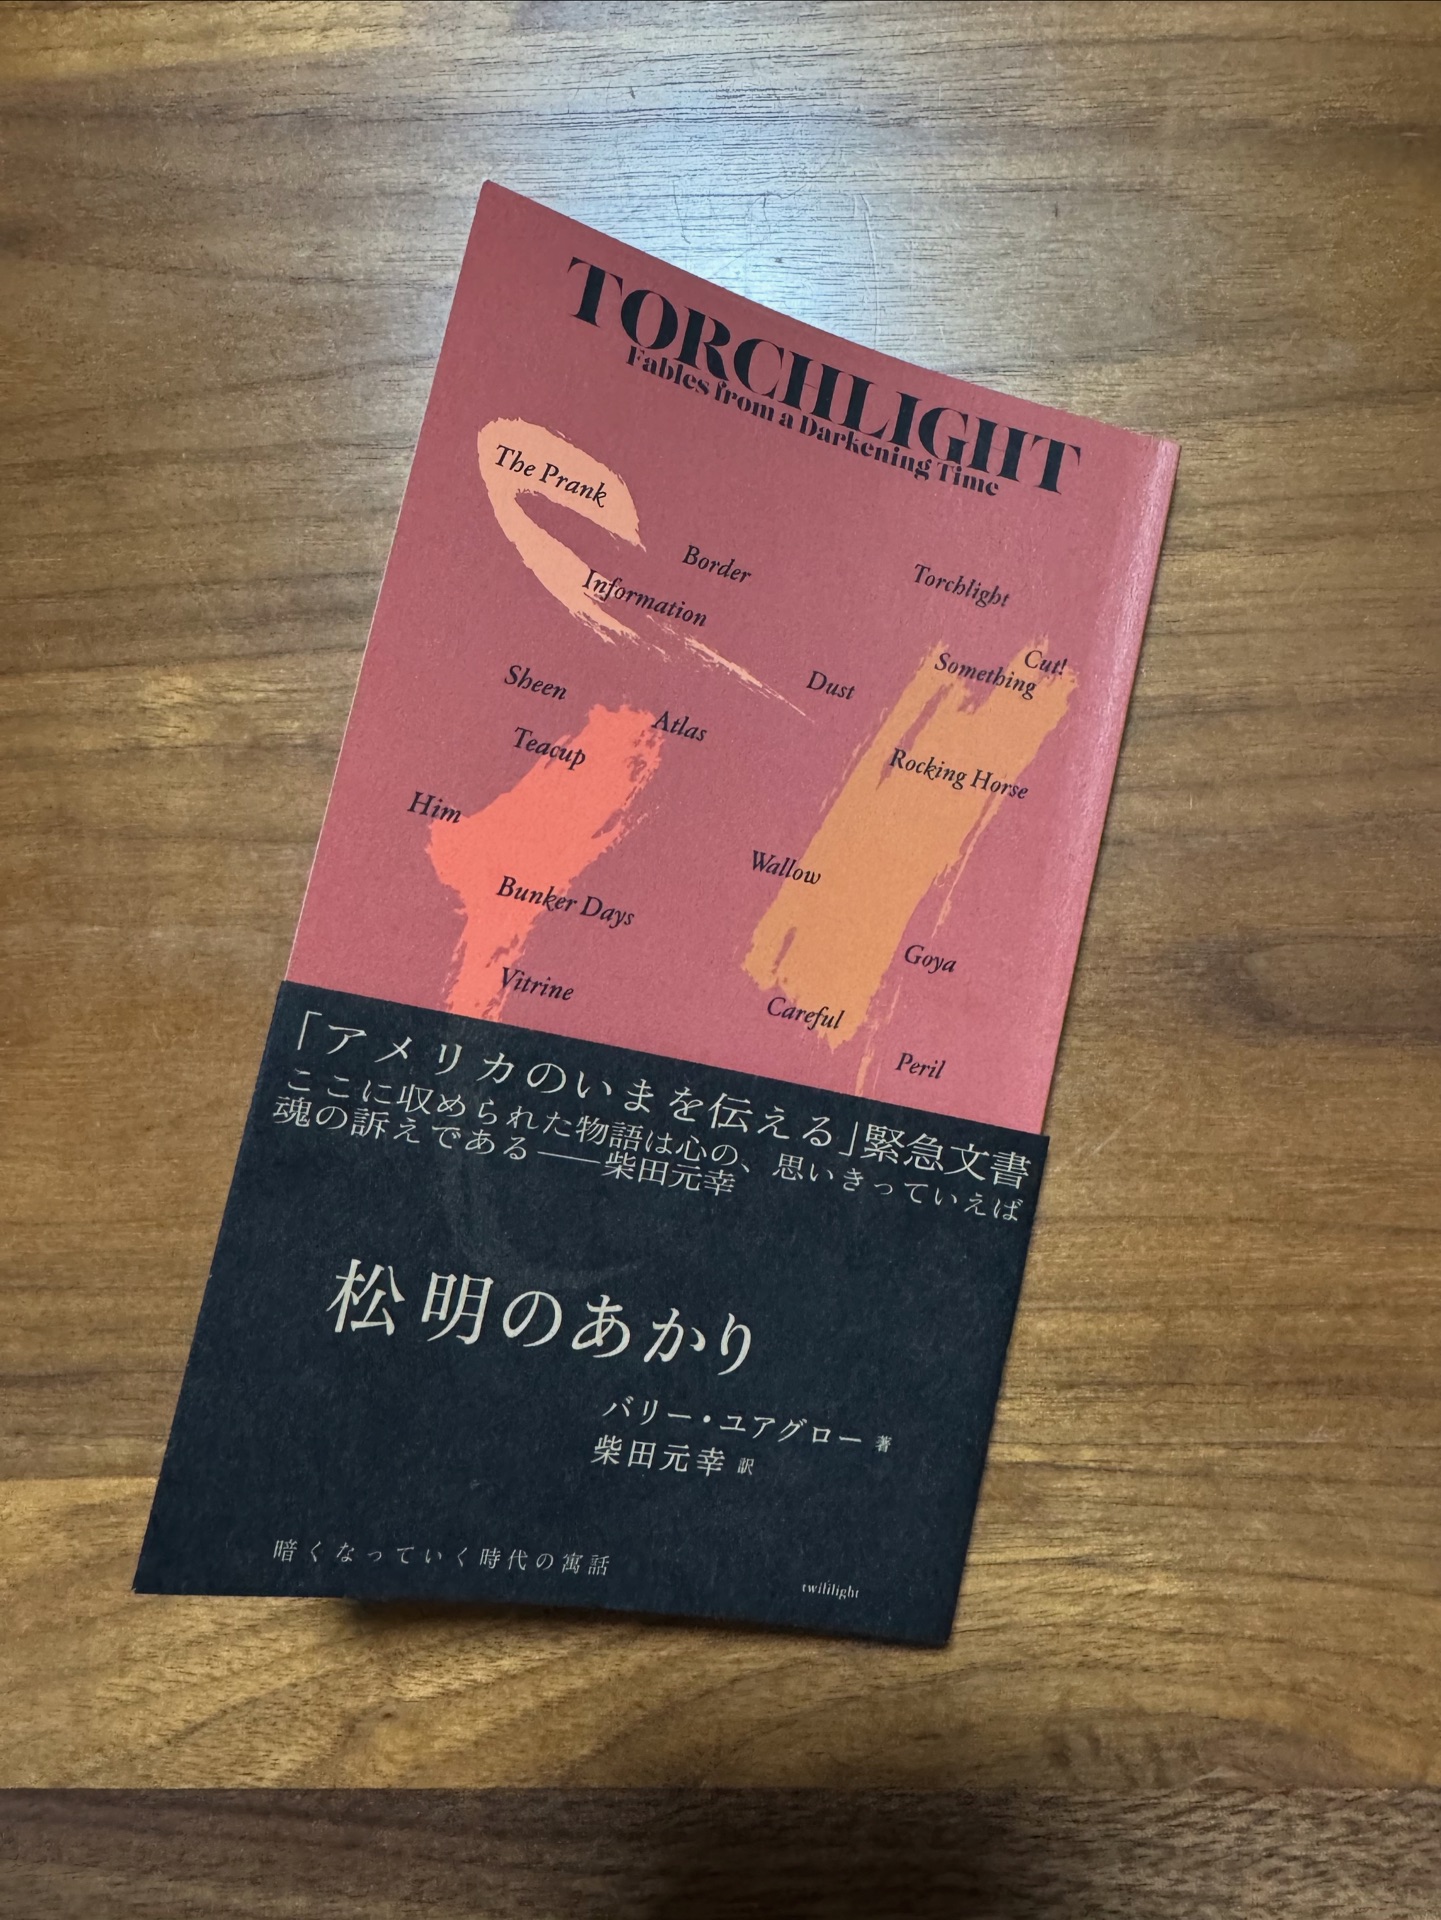 TORCHLIGHT
Fables from a Darkening Time
The Prank
Border
Torchlight
Information
Cut!
Something
Dust
Sheen
Atlas
Teacup
Rocking Horse
Him
Wallow
Bunker Days
Goya
Vitrine
Careful
Peril
「アメリカのいまを伝える」緊急文書
ここに収められた物語は心の、思いきっていえば
魂の訴えである——柴田元幸
松明のあかり
バリー・ユアグロー 著
柴田元幸 訳
暗くなっていく時代の寓話
twililight